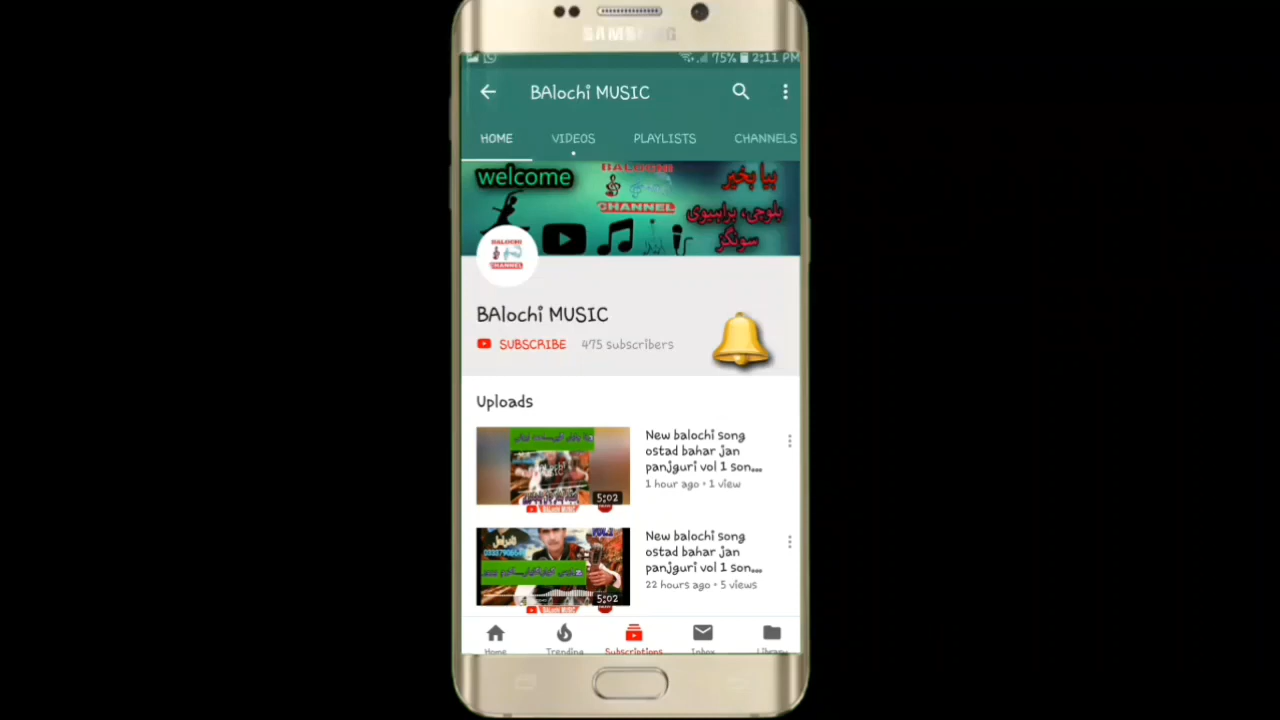 SAMSUNG
75% 2:11 PM
BAlochi MUSIC
HOME VIDEOS PLAYLISTS CHANNELS
welcome
BALOCHI
CHANNEL
بیا بخیر
بلوچی، براہیوی
سونگز
BALOCHI
CHANNEL
BAlochi MUSIC
SUBSCRIBE 475 subscribers
Uploads
New balochi song
ostad bahar jan
panjguri vol 1 son...
1 hour ago • 1 view
5:02
New balochi song
ostad bahar jan
panjguri vol 1 son...
22 hours ago • 5 views
5:02
Home Trending Subscriptions Inbox Library